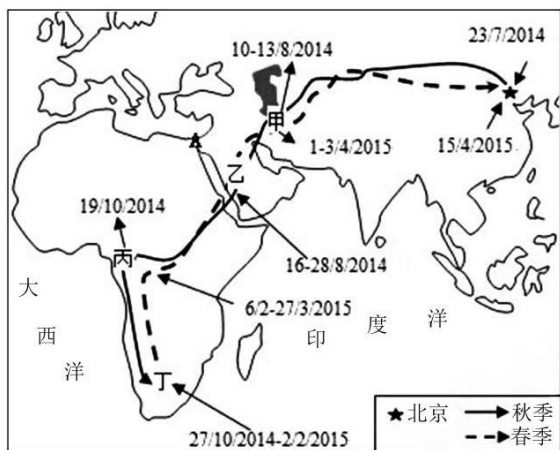 23/7/2014
10-13/8/2014
甲
1-3/4/2015
15/4/2015
A
乙
19/10/2014
丙
16-28/8/2014
6/2-27/3/2015
大
西
洋
印 度 洋
丁
27/10/2014-2/2/2015
★北京
秋季
春季